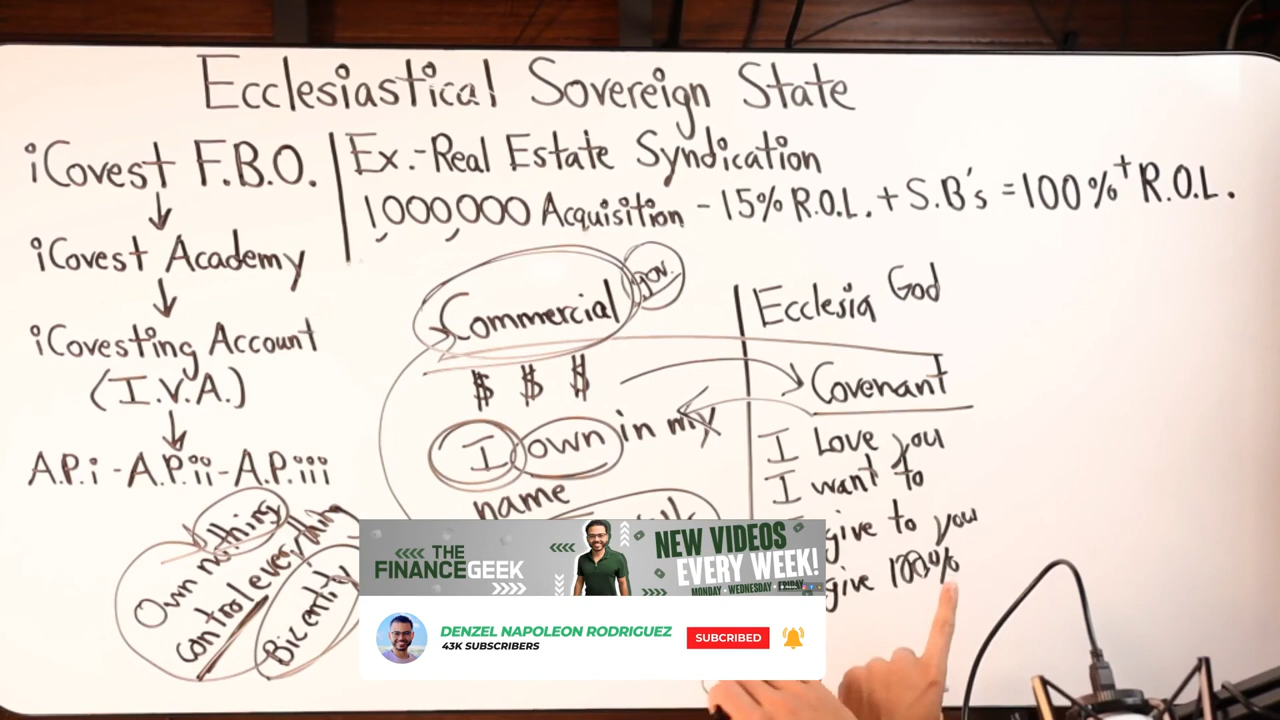 Ecclesiastical Sovereign State
iCovest F.B.O.
iCovest Academy
iCovesting Account
(I.V.A.)
A.P.i - A.P.ii - A.P.iii
Own nothing
control everything
Biz entity
Ex.-Real Estate Syndication
1,000,000 Acquisition - 15% R.O.L. + S.B's = 100%+ R.O.L.
Commercial gov.
$ $ $
I own in my
name
Ecclesia God
Covenant
I Love you
I want to
give to you
give 100%
THE
FINANCEGEEK
NEW VIDEOS
EVERY WEEK!
MONDAY - WEDNESDAY - FRIDAY
DENZEL NAPOLEON RODRIGUEZ
43K SUBSCRIBERS
SUBCRIBED